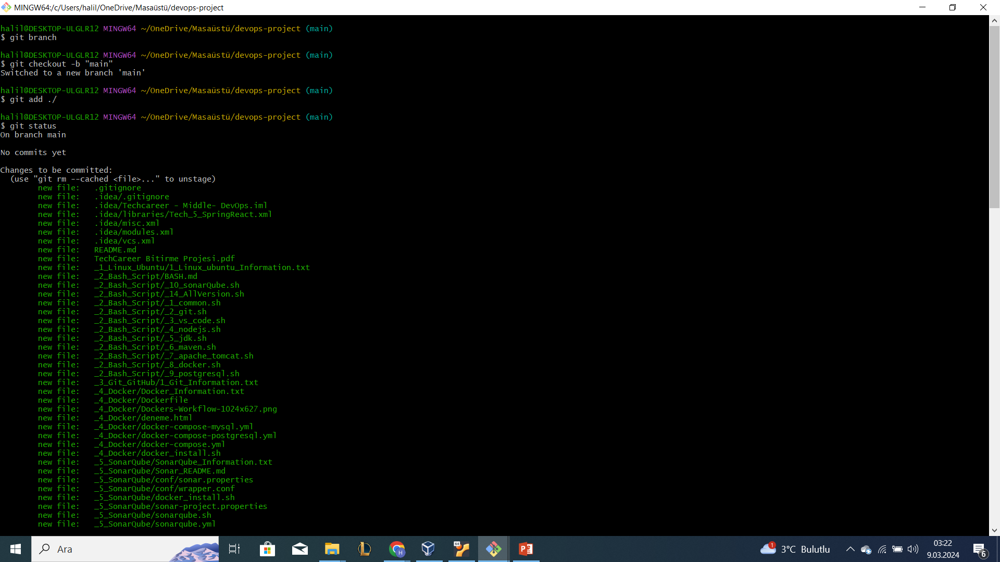 MINGW64:/c/Users/halil/OneDrive/Masaüstü/devops-project
halil@DESKTOP-ULGLR12 MINGW64 ~/OneDrive/Masaüstü/devops-project (main)
$ git branch
halil@DESKTOP-ULGLR12 MINGW64 ~/OneDrive/Masaüstü/devops-project (main)
$ git checkout -b "main"
Switched to a new branch 'main'
halil@DESKTOP-ULGLR12 MINGW64 ~/OneDrive/Masaüstü/devops-project (main)
$ git add ./
halil@DESKTOP-ULGLR12 MINGW64 ~/OneDrive/Masaüstü/devops-project (main)
$ git status
On branch main
No commits yet
Changes to be committed:
(use "git rm --cached <file>..." to unstage)
new file: .gitignore
new file: .idea/.gitignore
new file: .idea/Techcareer - Middle- DevOps.iml
new file: .idea/libraries/Tech_5_SpringReact.xml
new file: .idea/misc.xml
new file: .idea/modules.xml
new file: .idea/vcs.xml
new file: README.md
new file: TechCareer Bitirme Projesi.pdf
new file: _1_Linux_Ubuntu/1_Linux_ubuntu_Information.txt
new file: _2_Bash_Script/BASH.md
new file: _2_Bash_Script/_10_sonarQube.sh
new file: _2_Bash_Script/_14_AllVersion.sh
new file: _2_Bash_Script/_1_common.sh
new file: _2_Bash_Script/_2_git.sh
new file: _2_Bash_Script/_3_vs_code.sh
new file: _2_Bash_Script/_4_nodejs.sh
new file: _2_Bash_Script/_5_jdk.sh
new file: _2_Bash_Script/_6_maven.sh
new file: _2_Bash_Script/_7_apache_tomcat.sh
new file: _2_Bash_Script/_8_docker.sh
new file: _2_Bash_Script/_9_postgresql.sh
new file: _3_Git_GitHub/1_Git_Information.txt
new file: _4_Docker/Docker_Information.txt
new file: _4_Docker/Dockerfile
new file: _4_Docker/Dockers-Workflow-1024x627.png
new file: _4_Docker/deneme.html
new file: _4_Docker/docker-compose-mysql.yml
new file: _4_Docker/docker-compose-postgresql.yml
new file: _4_Docker/docker-compose.yml
new file: _4_Docker/docker_install.sh
new file: _5_SonarQube/SonarQube_Information.txt
new file: _5_SonarQube/Sonar_README.md
new file: _5_SonarQube/conf/sonar.properties
new file: _5_SonarQube/conf/wrapper.conf
new file: _5_SonarQube/docker_install.sh
new file: _5_SonarQube/sonar-project.properties
new file: _5_SonarQube/sonarqube.sh
new file: _5_SonarQube/sonarqube.yml
Ara
64
H
P
1
3°C Bulutlu
03:22
9.03.2024
6